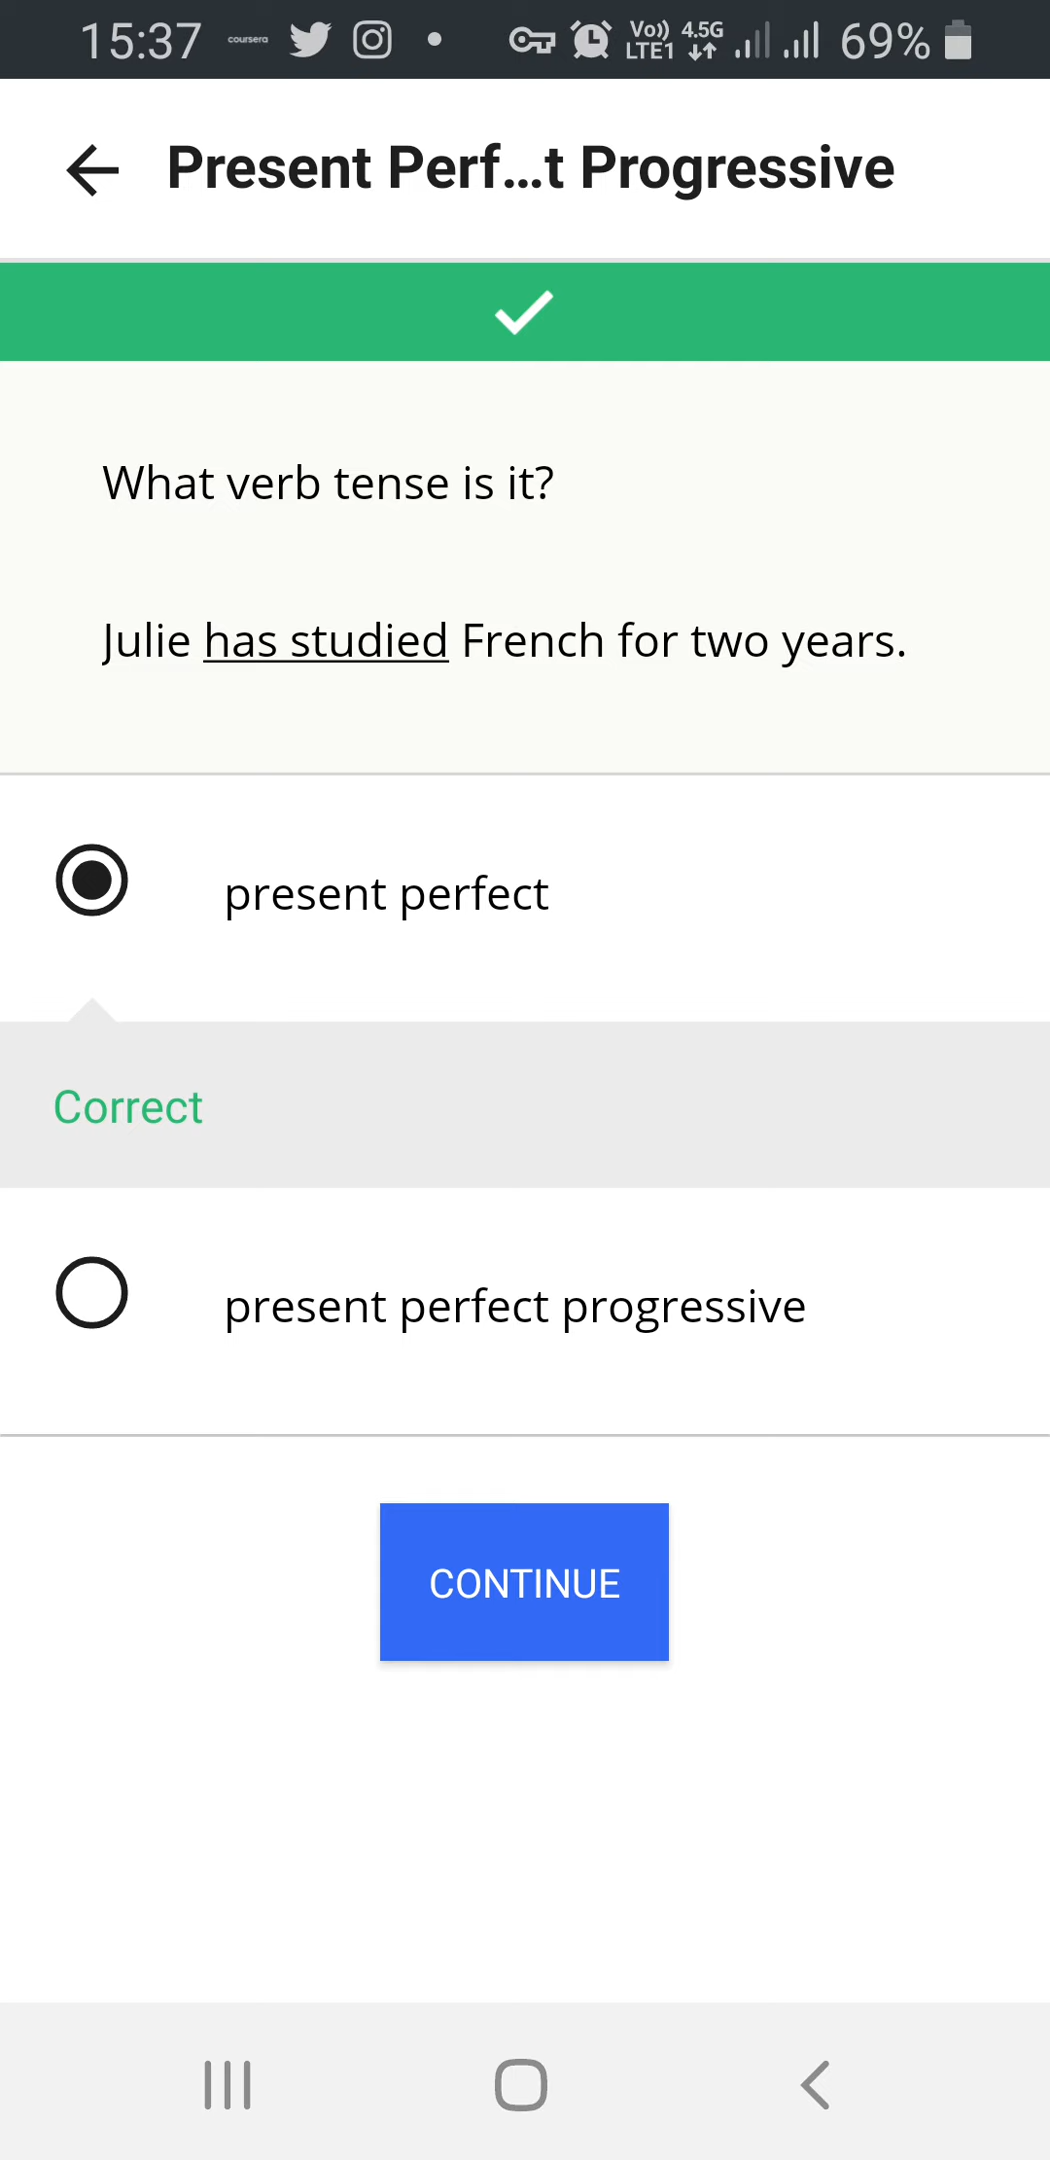 15:37 coursera Vo)) LTE1 4.5G 69%
Present Perf...t Progressive
What verb tense is it?
Julie has studied French for two years.
present perfect
Correct
present perfect progressive
CONTINUE